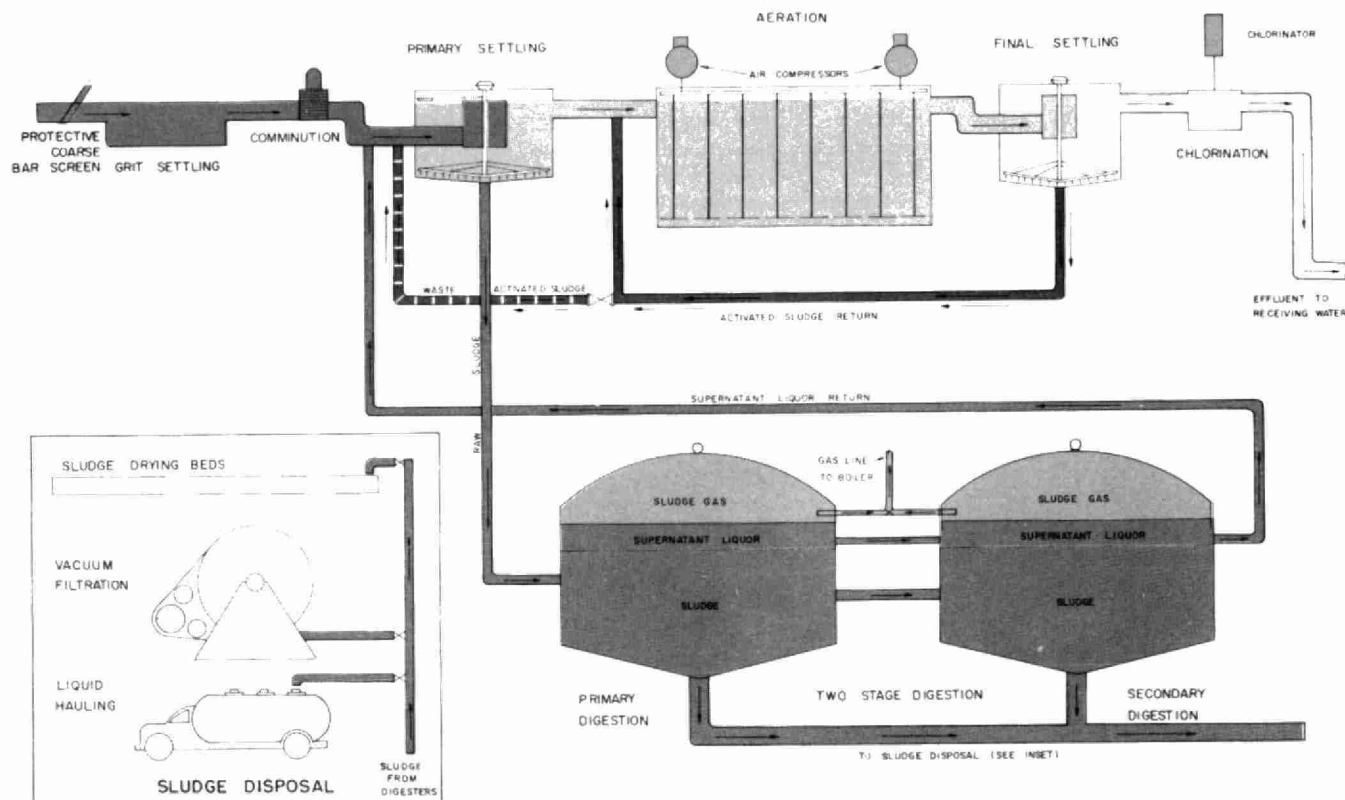 AERATION
PRIMARY SETTLING
FINAL SETTLING
CHLORINATOR
AIR COMPRESSORS
PROTECTIVE
COARSE
BAR SCREEN
GRIT SETTLING
COMMINUTION
CHLORINATION
WASTE ACTIVATED SLUDGE
ACTIVATED SLUDGE RETURN
EFFLUENT TO
RECEIVING WATER
RAW SLUDGE
SUPERNATANT LIQUOR RETURN
GAS LINE
TO BOILER
SLUDGE GAS
SUPERNATANT LIQUOR
SLUDGE
SLUDGE GAS
SUPERNATANT LIQUOR
SLUDGE
PRIMARY
DIGESTION
TWO STAGE DIGESTION
SECONDARY
DIGESTION
TO SLUDGE DISPOSAL (SEE INSET)
SLUDGE DRYING BEDS
VACUUM
FILTRATION
LIQUID
HAULING
SLUDGE DISPOSAL
SLUDGE
FROM
DIGESTERS